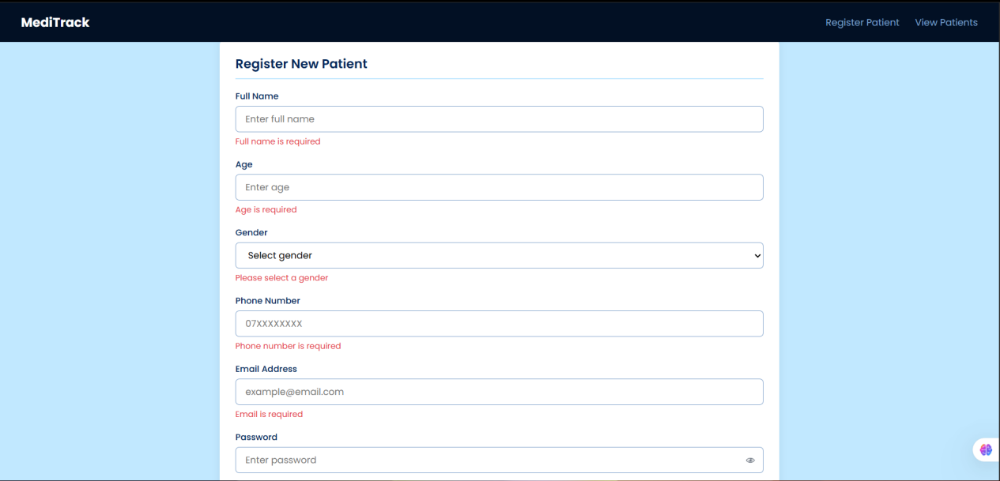 MediTrack
Register Patient
View Patients
Register New Patient
Full Name
Enter full name
Full name is required
Age
Enter age
Age is required
Gender
Select gender
Please select a gender
Phone Number
07XXXXXXXX
Phone number is required
Email Address
example@email.com
Email is required
Password
Enter password